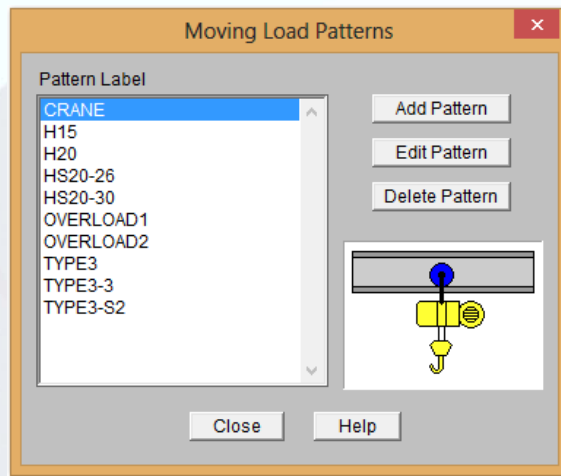 Moving Load Patterns
Pattern Label
CRANE
H15
H20
HS20-26
HS20-30
OVERLOAD1
OVERLOAD2
TYPE3
TYPE3-3
TYPE3-S2
Add Pattern
Edit Pattern
Delete Pattern
Close
Help